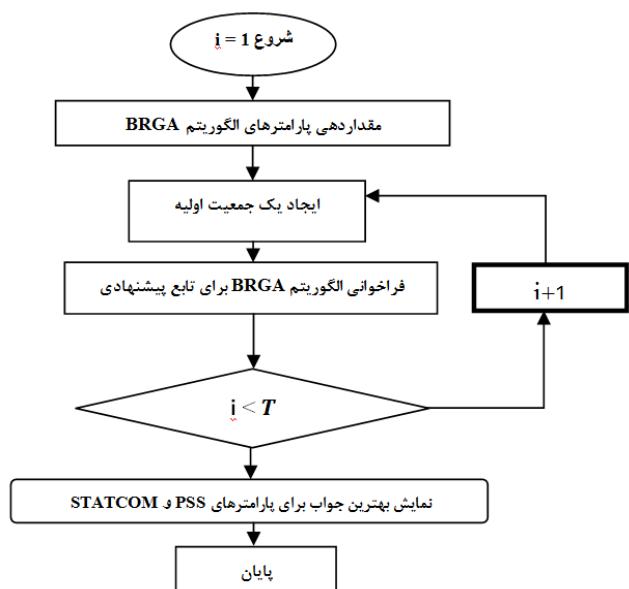 شروع i = 1
مقداردهی پارامترهای الگوریتم BRGA
ایجاد یک جمعیت اولیه
فراخوانی الگوریتم BRGA برای تابع پیشنهادی
i+1
i < T
نمایش بهترین جواب برای پارامترهای PSS و STATCOM
پایان